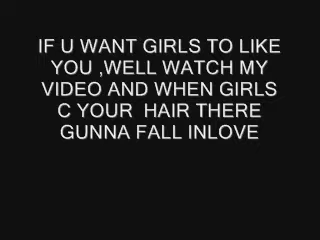 IF U WANT GIRLS TO LIKE
YOU ,WELL WATCH MY
VIDEO AND WHEN GIRLS
C YOUR  HAIR THERE
GUNNA FALL INLOVE